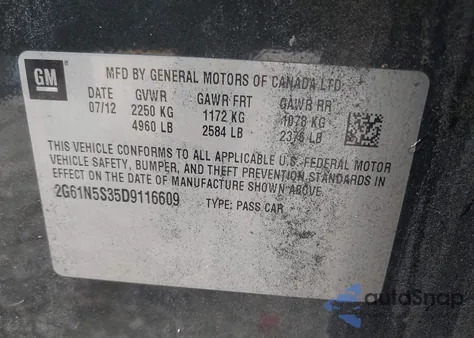 GM
MFD BY GENERAL MOTORS OF CANADA LTD.
DATE GVWR GAWR FRT GAWR RR
07/12 2250 KG 1172 KG 1078 KG
4960 LB 2584 LB 2376 LB
THIS VEHICLE CONFORMS TO ALL APPLICABLE U.S. FEDERAL MOTOR
VEHICLE SAFETY, BUMPER, AND THEFT PREVENTION STANDARDS IN
EFFECT ON THE DATE OF MANUFACTURE SHOWN ABOVE.
2G61N5S35D9116609 TYPE: PASS CAR
autoSnap